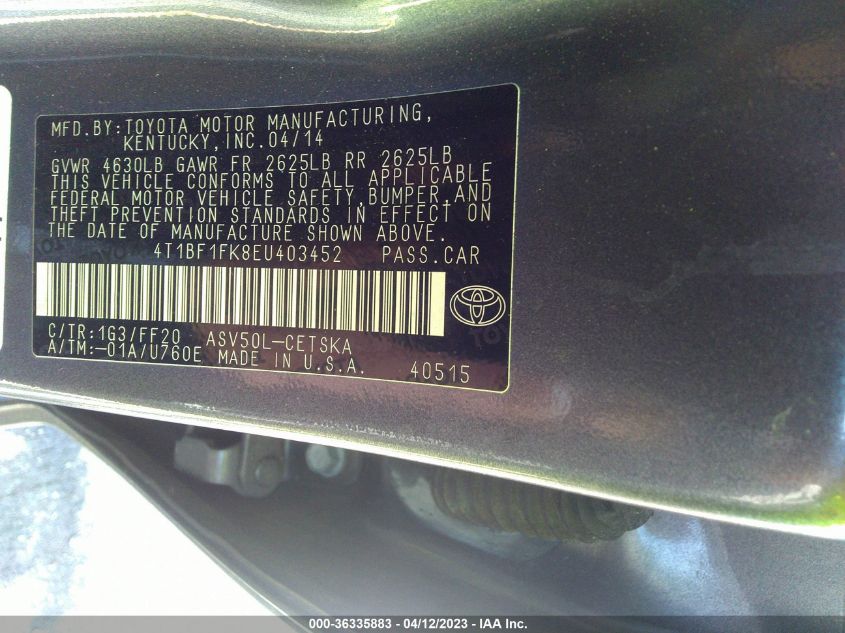 MFD.BY:TOYOTA MOTOR MANUFACTURING,
KENTUCKY,INC.04/14
GVWR 4630LB GAWR FR 2625LB RR 2625LB
THIS VEHICLE CONFORMS TO ALL APPLICABLE
FEDERAL MOTOR VEHICLE SAFETY,BUMPER,AND
THEFT PREVENTION STANDARDS IN EFFECT ON
THE DATE OF MANUFACTURE SHOWN ABOVE.
4T1BF1FK8EU403452 PASS.CAR
C/TR:1G3/FF20 ASV50L-CETSKA
A/TM:-01A/U760E MADE IN U.S.A. 40515
000-36335883 - 04/12/2023 - IAA Inc.